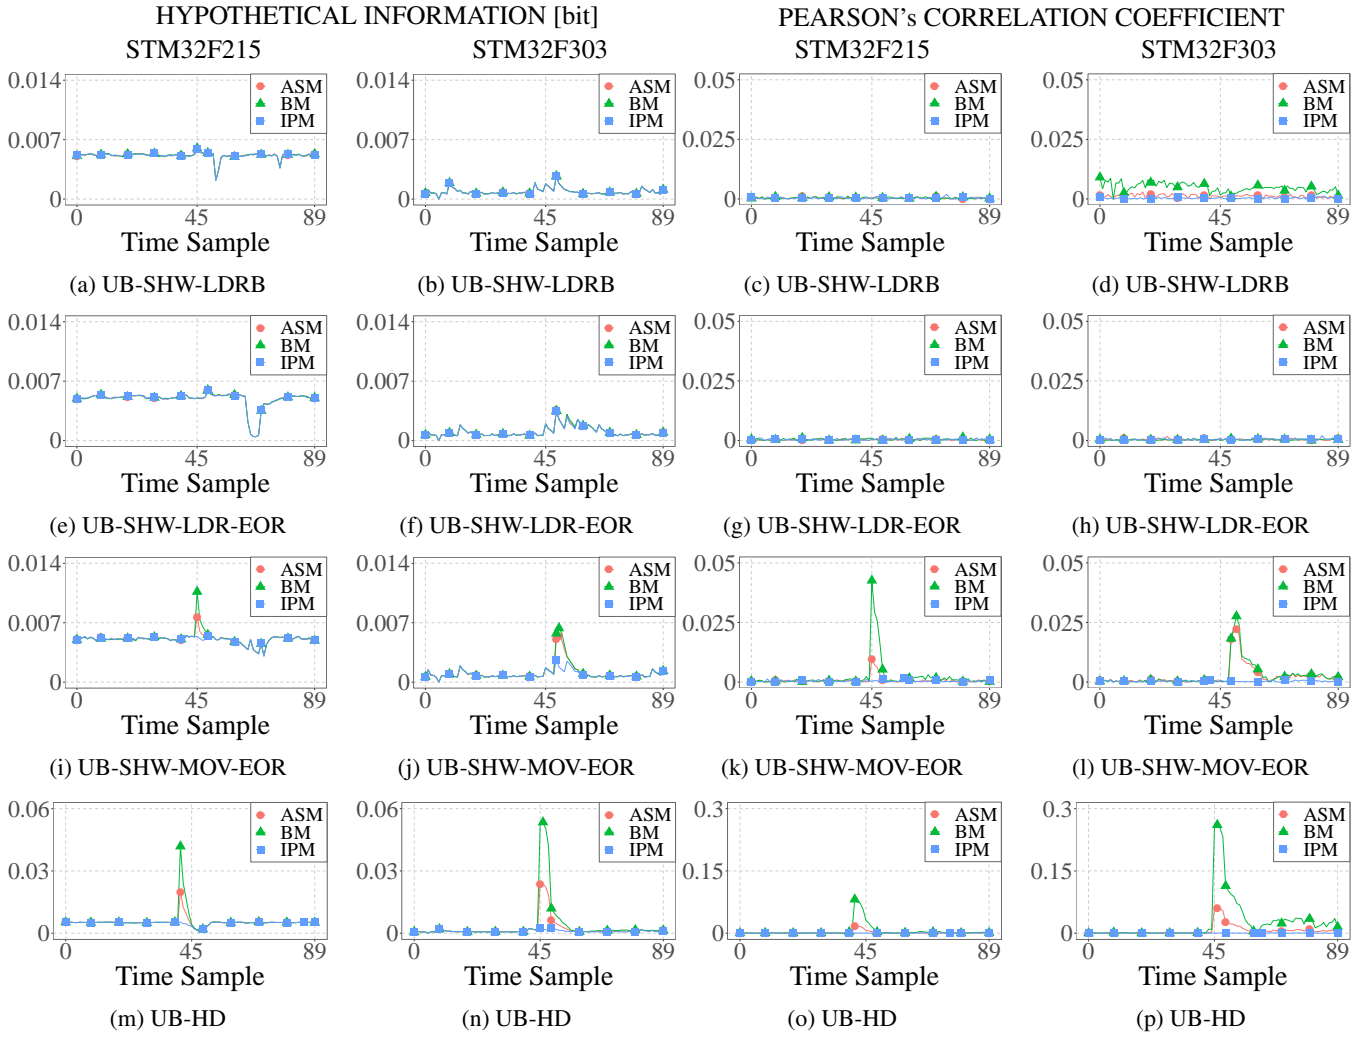 HYPOTHETICAL INFORMATION [bit] PEARSON's CORRELATION COEFFICIENT
STM32F215 STM32F303 STM32F215 STM32F303
0.014 0.007 0 ASM BM IPM 0 45 89 Time Sample
(a) UB-SHW-LDRB
0.014 0.007 0 ASM BM IPM 0 45 89 Time Sample
(b) UB-SHW-LDRB
0.05 0.025 0 ASM BM IPM 0 45 89 Time Sample
(c) UB-SHW-LDRB
0.05 0.025 0 ASM BM IPM 0 45 89 Time Sample
(d) UB-SHW-LDRB
0.014 0.007 0 ASM BM IPM 0 45 89 Time Sample
(e) UB-SHW-LDR-EOR
0.014 0.007 0 ASM BM IPM 0 45 89 Time Sample
(f) UB-SHW-LDR-EOR
0.05 0.025 0 ASM BM IPM 0 45 89 Time Sample
(g) UB-SHW-LDR-EOR
0.05 0.025 0 ASM BM IPM 0 45 89 Time Sample
(h) UB-SHW-LDR-EOR
0.014 0.007 0 ASM BM IPM 0 45 89 Time Sample
(i) UB-SHW-MOV-EOR
0.014 0.007 0 ASM BM IPM 0 45 89 Time Sample
(j) UB-SHW-MOV-EOR
0.05 0.025 0 ASM BM IPM 0 45 89 Time Sample
(k) UB-SHW-MOV-EOR
0.05 0.025 0 ASM BM IPM 0 45 89 Time Sample
(l) UB-SHW-MOV-EOR
0.06 0.03 0 ASM BM IPM 0 45 89 Time Sample
(m) UB-HD
0.06 0.03 0 ASM BM IPM 0 45 89 Time Sample
(n) UB-HD
0.3 0.15 0 ASM BM IPM 0 45 89 Time Sample
(o) UB-HD
0.3 0.15 0 ASM BM IPM 0 45 89 Time Sample
(p) UB-HD